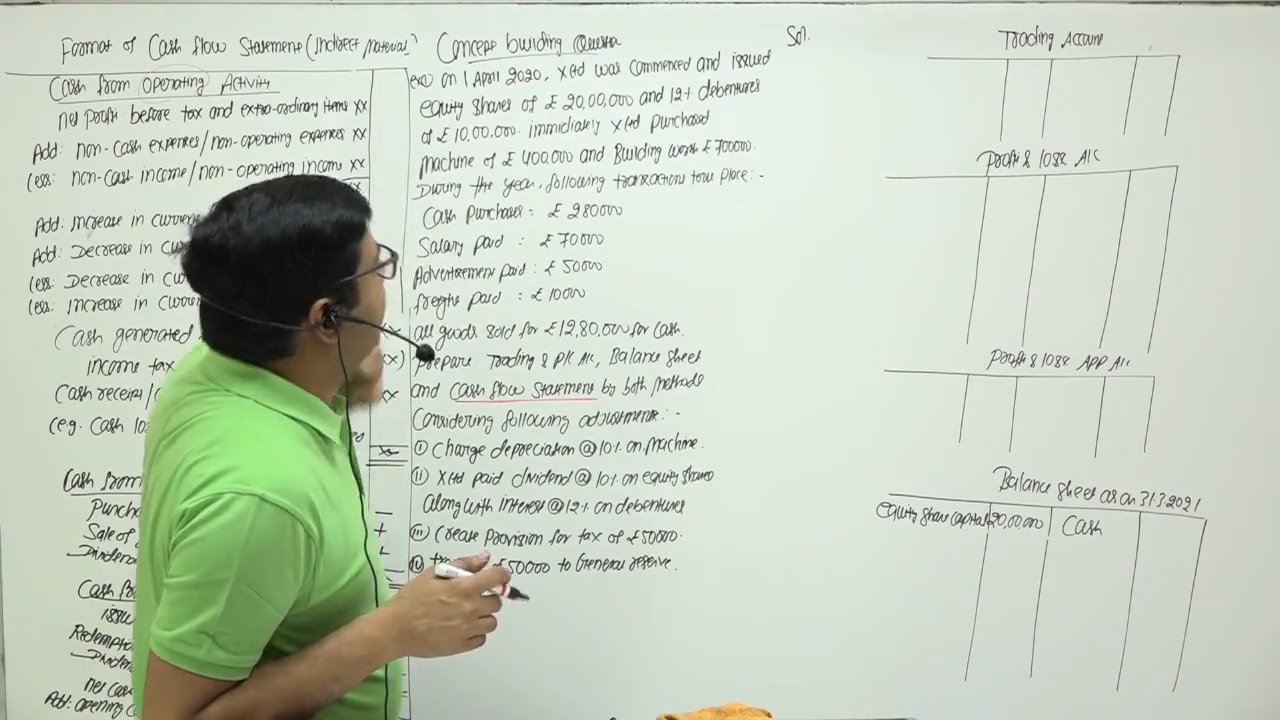 Format of Cash flow Statement (Indirect Material)
Cash from Operating Activity
Net profit before tax and extra-ordinary items xx
Add: non-cash expenses/non-operating expenses xx
Less: non-cash income/non-operating income xx
Add: Increase in curren
Add: Decrease in cu
Less: Decrease in cu
Less: Increase in curr
Cash generated
income tax
Cash receipt/
(eg. Cash lo
Cash from
Purcha
Sale of
Dividend
Cash fro
issue
Redemption
Dividen
net cas
Add: opening c
Concept building Question
on 1 April 2020, X Ltd was commenced and issued
equity shares of £ 20,00,000 and 12% debentures
of £ 10,00,000. immidiately X Ltd purchased
machine of £ 400,000 and Building worth £ 700000.
During the year, following transactions took place:-
Cash purchases = £ 280000
Salary paid : £ 70000
Advertisement paid : £ 50000
freight paid : £ 10000
all goods sold for £12,80,000 for cash.
prepare Trading & P/L A/c, Balance sheet
and Cash flow Statement by both methods
Considering following adjustments:-
(i) Charge depreciation @ 10% on machine.
(ii) X Ltd paid dividend @ 10% on equity shares
along with interest @ 12% on debentures
(iii) Create provision for tax of £50000.
(iv) £50000 to General reserve.
Sol.
Trading Account
Profit & loss A/C
Profit & loss APP A/C
Balance sheet as on 31.3.2021
Equity share capital 20,00,000 Cash